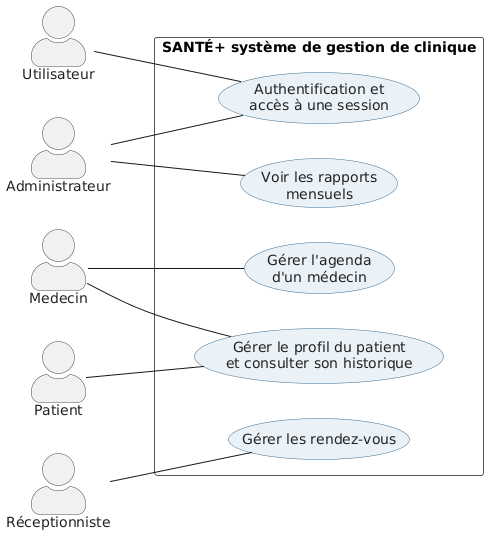 SANTÉ+ système de gestion de clinique
Utilisateur
Authentification et
accès à une session
Administrateur
Voir les rapports
mensuels
Gérer l'agenda
d'un médecin
Medecin
Gérer le profil du patient
et consulter son historique
Patient
Gérer les rendez-vous
Réceptionniste